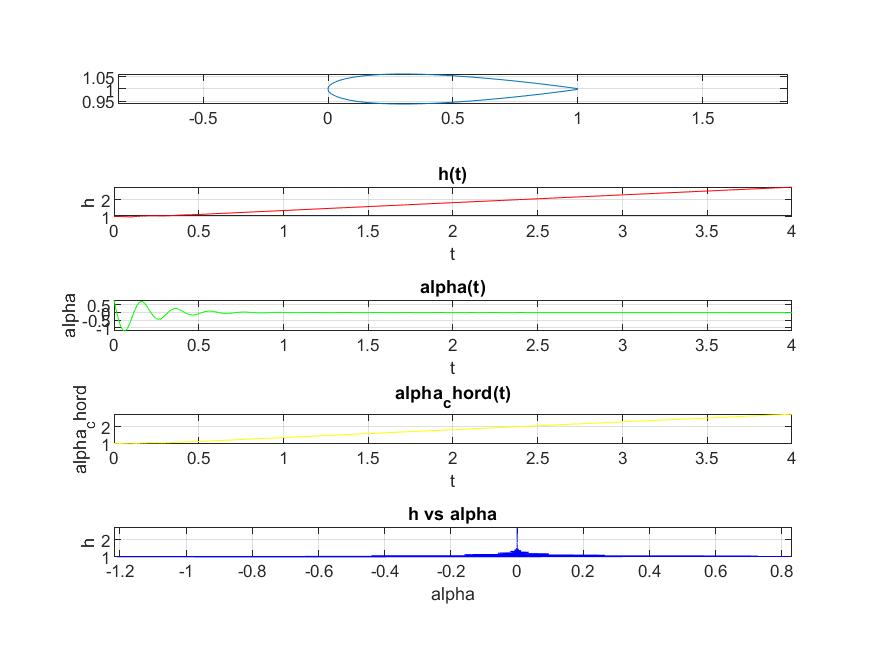 1.05
1
0.95
-0.5 0 0.5 1 1.5
h(t)
h
2
1
0 0.5 1 1.5 2 2.5 3 3.5 4
t
alpha(t)
alpha
0.5
0
-0.5
-1
0 0.5 1 1.5 2 2.5 3 3.5 4
t
alpha_chord(t)
alpha_chord
2
1
0 0.5 1 1.5 2 2.5 3 3.5 4
t
h vs alpha
h
2
1
-1.2 -1 -0.8 -0.6 -0.4 -0.2 0 0.2 0.4 0.6 0.8
alpha